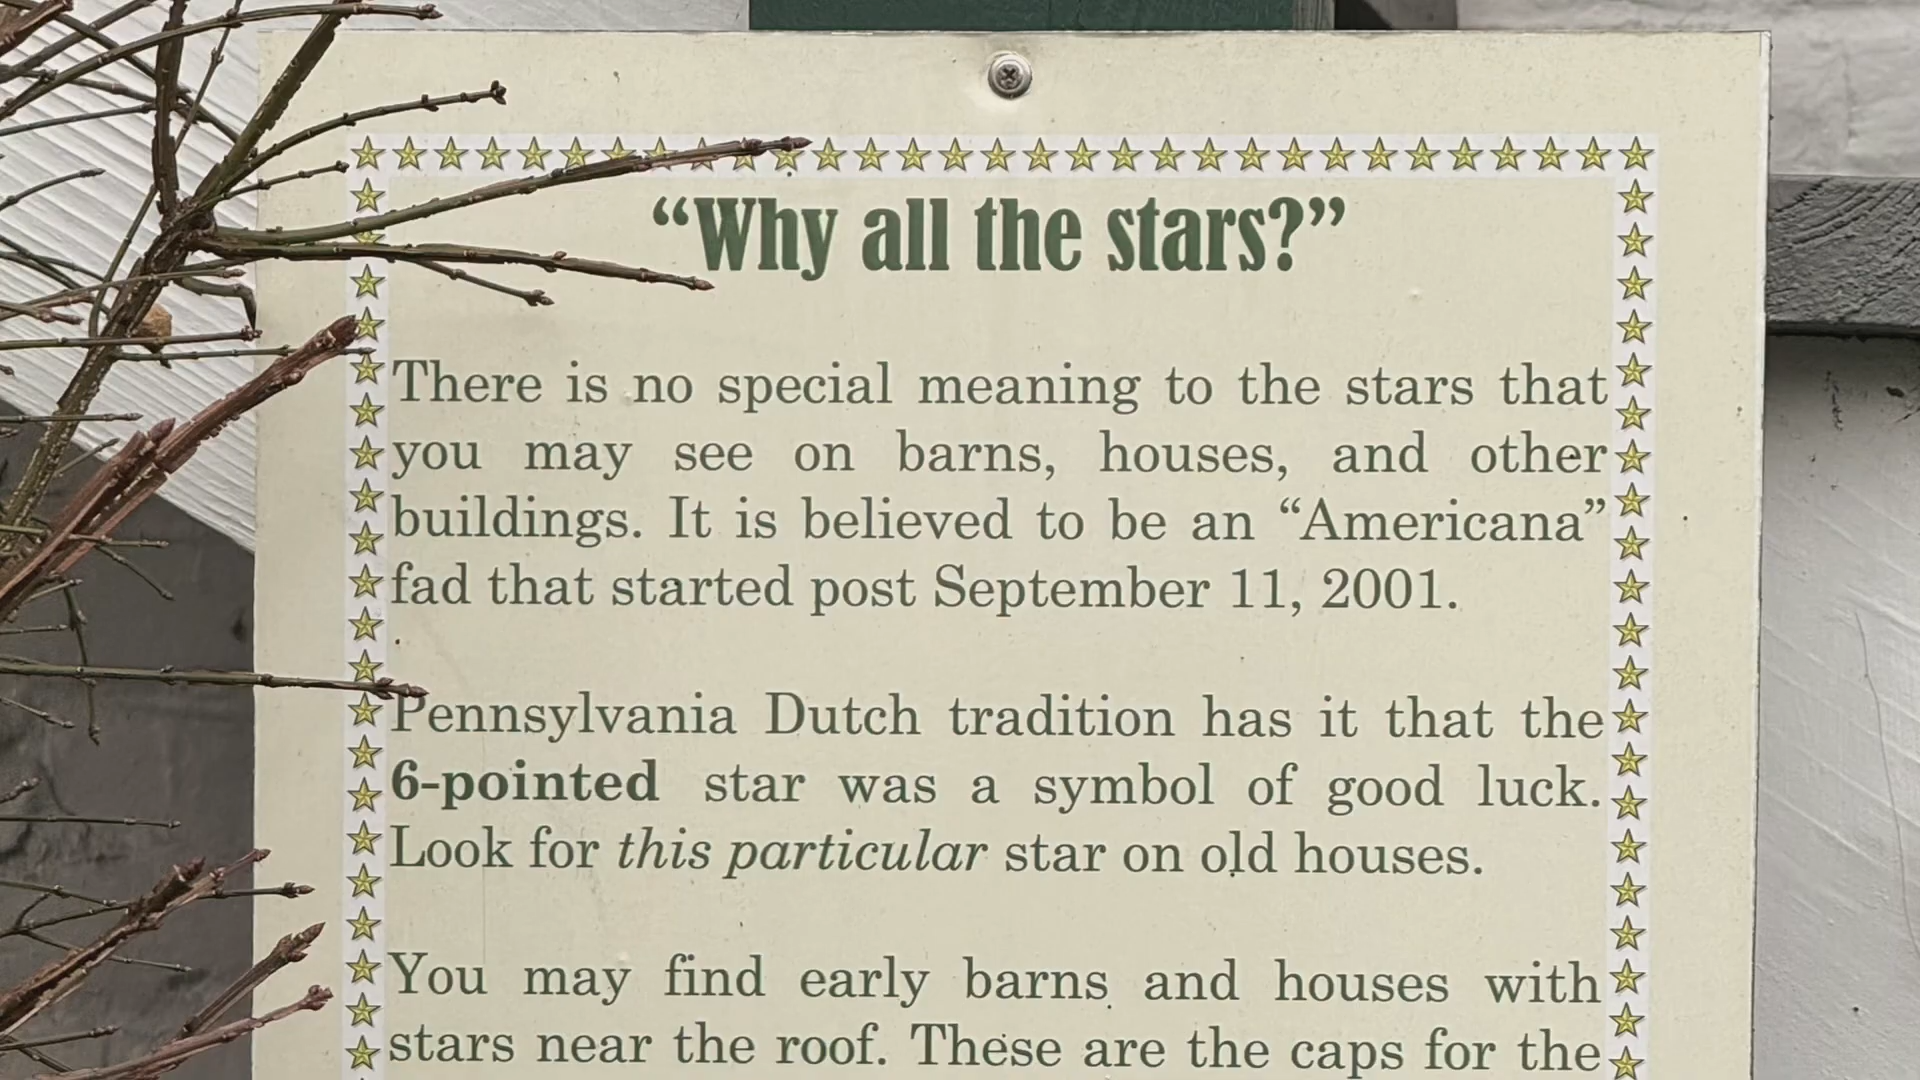 “Why all the stars?”
There is no special meaning to the stars that
you may see on barns, houses, and other
buildings. It is believed to be an “Americana”
fad that started post September 11, 2001.
Pennsylvania Dutch tradition has it that the
6-pointed star was a symbol of good luck.
Look for this particular star on old houses.
You may find early barns and houses with
stars near the roof. These are the caps for the